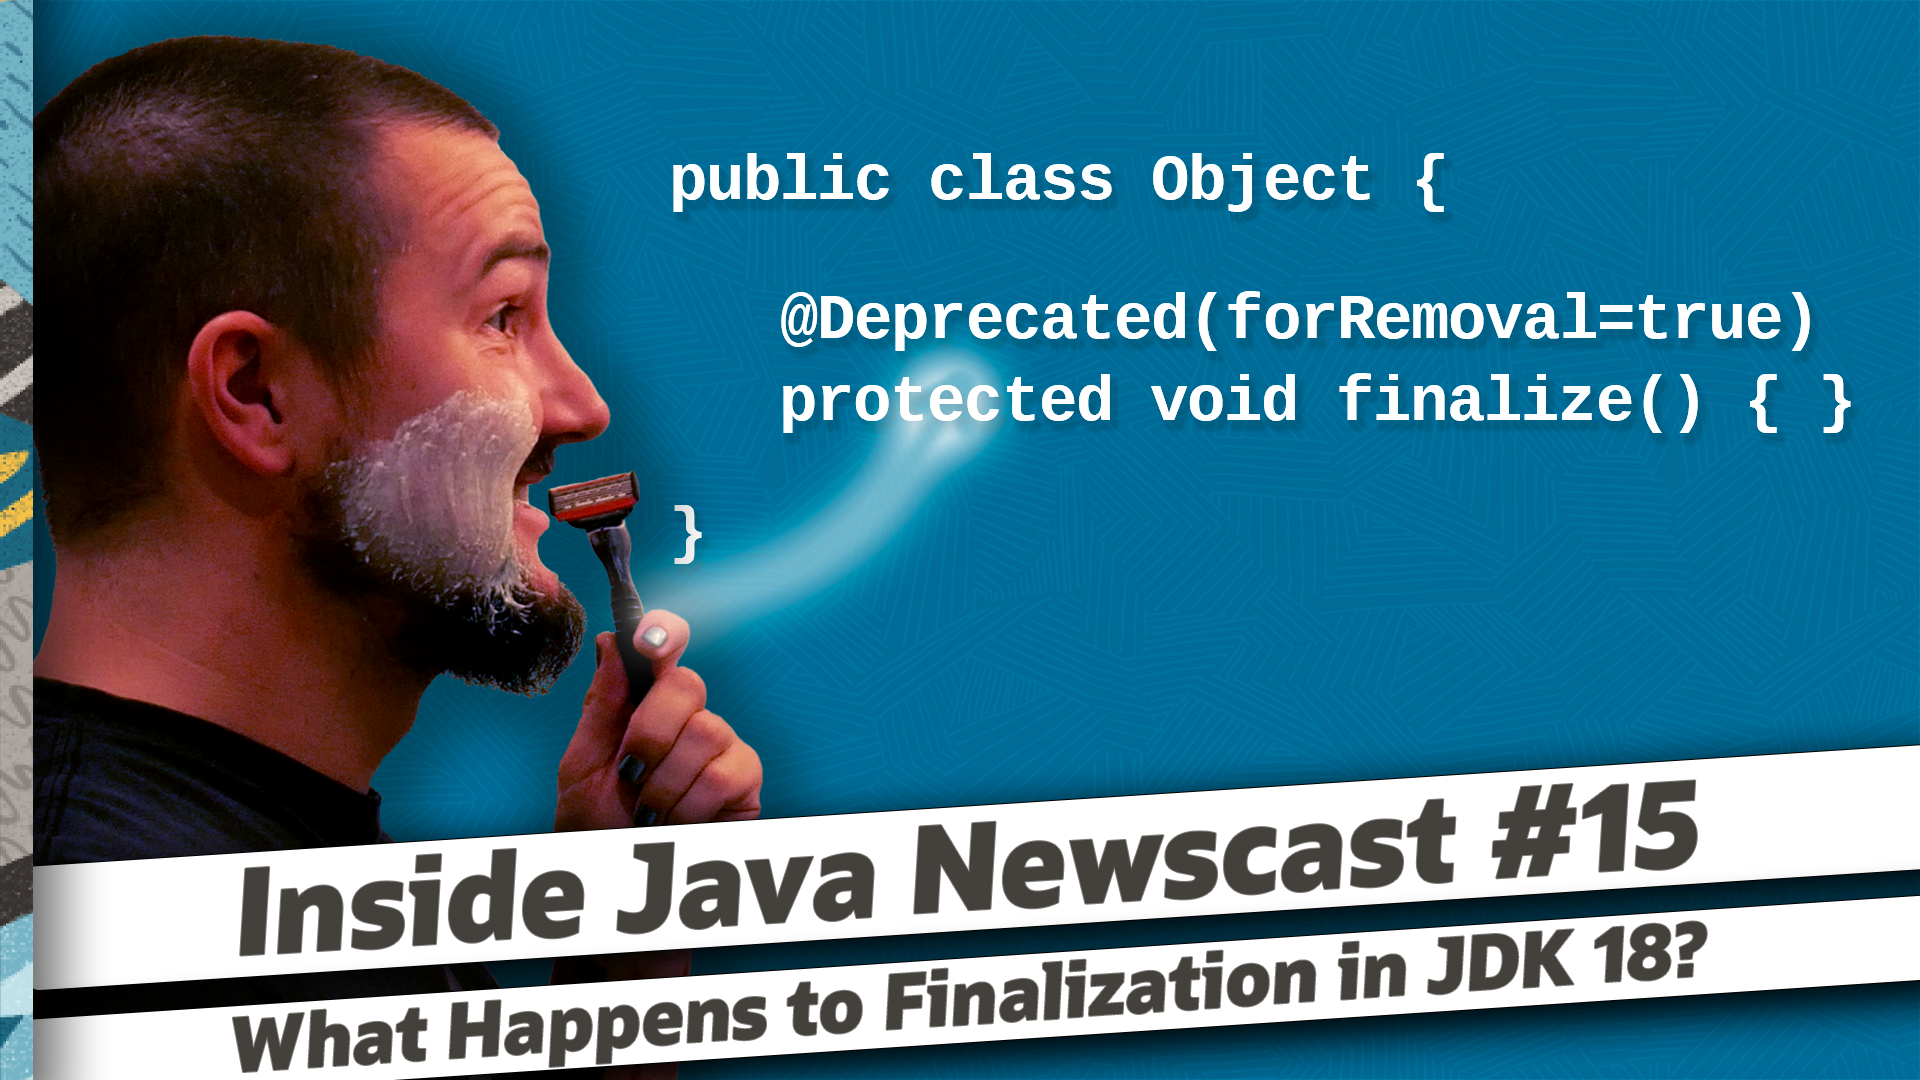 public class Object {
@Deprecated(forRemoval=true)
protected void finalize() { }
}
Inside Java Newscast #15
What Happens to Finalization in JDK 18?